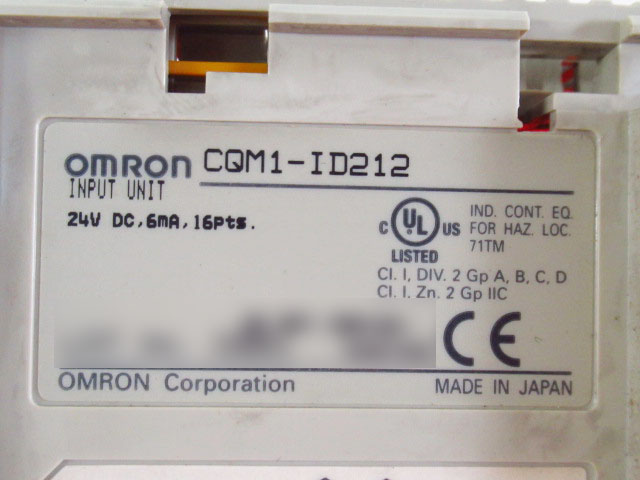 OMRON CQM1-ID212
INPUT UNIT
24V DC,6mA,16Pts.
C UL US
LISTED
IND. CONT. EQ.
FOR HAZ. LOC.
71TM
Cl. I, DIV. 2 Gp A, B, C, D
Cl. I. Zn. 2 Gp IIC
CE
OMRON Corporation
MADE IN JAPAN